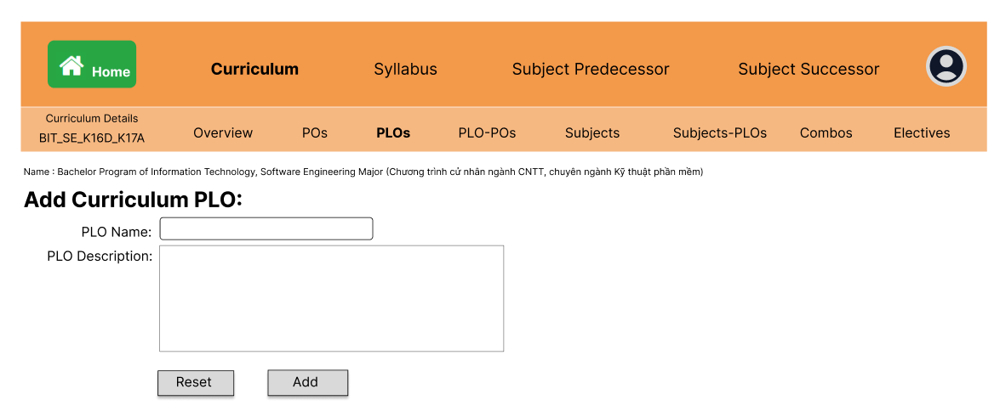 Home Curriculum Syllabus Subject Predecessor Subject Successor
Curriculum Details
BIT_SE_K16D_K17A
Overview POs PLOs PLO-POs Subjects Subjects-PLOs Combos Electives
Name : Bachelor Program of Information Technology, Software Engineering Major (Chương trình cử nhân ngành CNTT, chuyên ngành Kỹ thuật phần mềm)
Add Curriculum PLO:
PLO Name:
PLO Description:
Reset Add